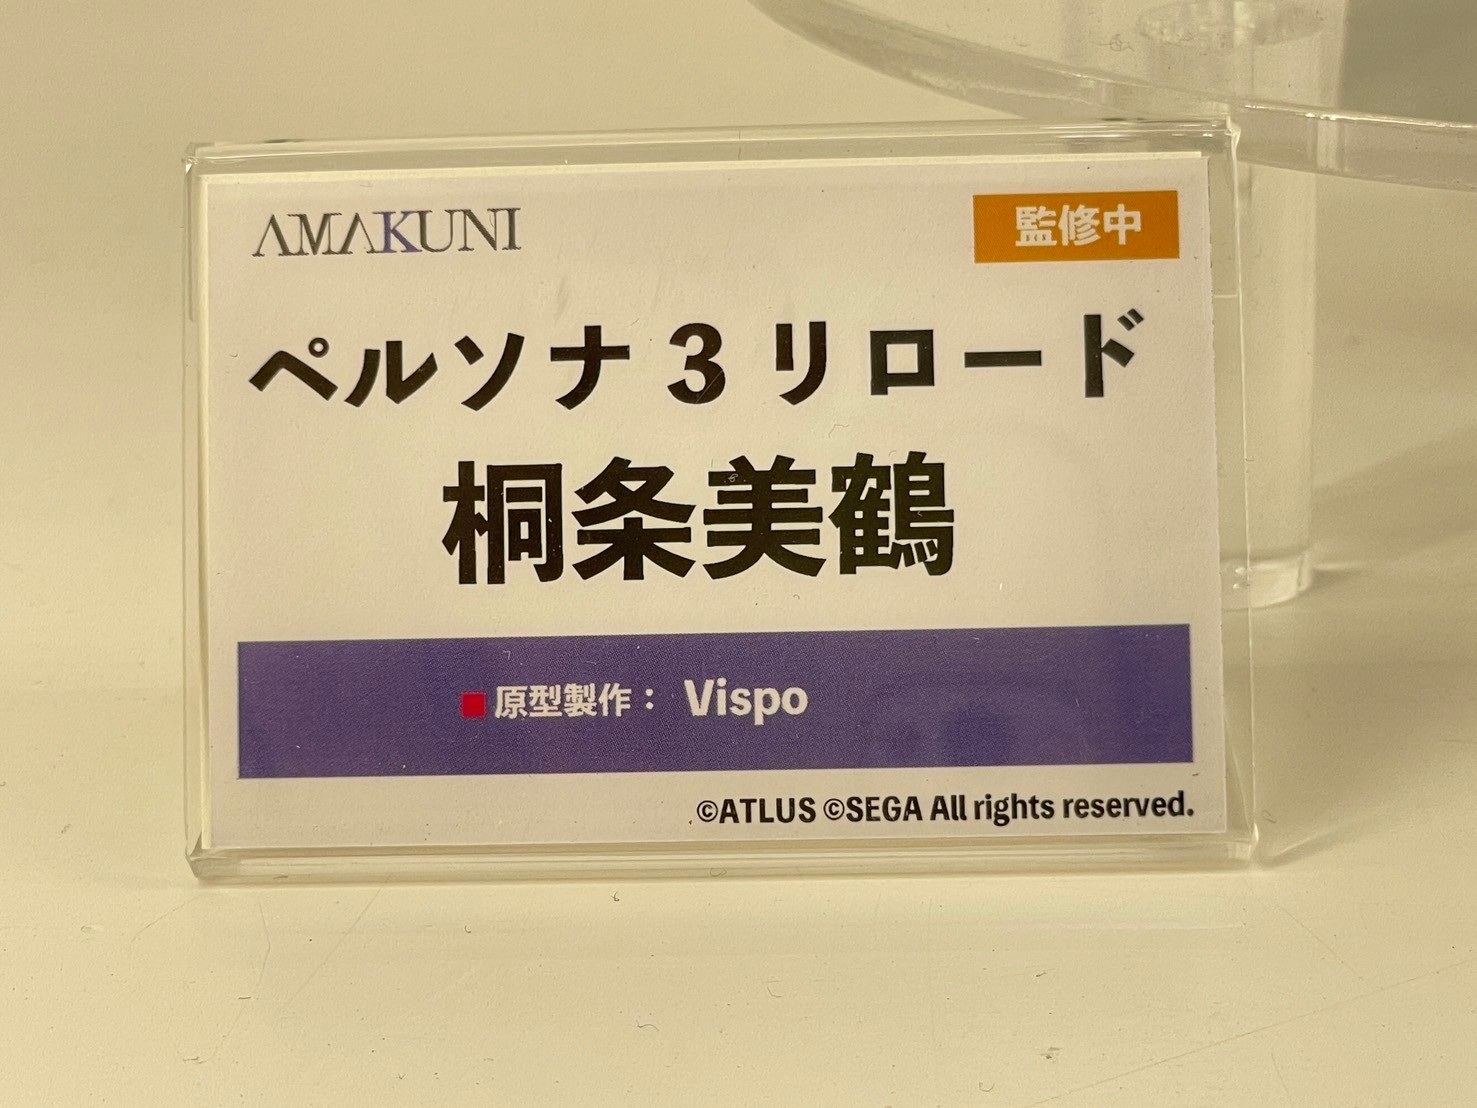 AMAKUNI
監修中
ペルソナ3リロード
桐条美鶴
■原型製作： Vispo
©ATLUS ©SEGA All rights reserved.